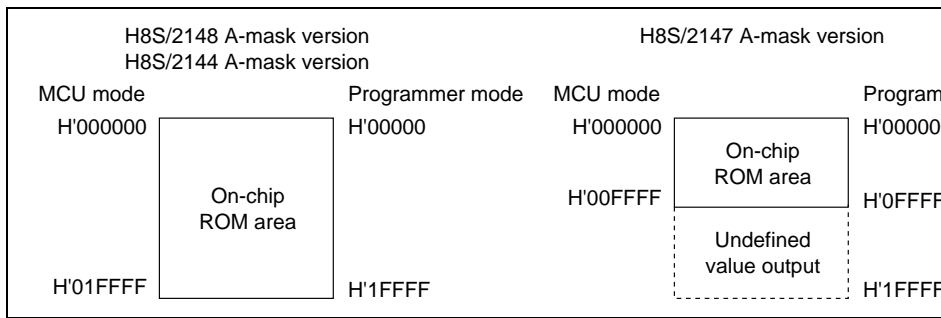 H8S/2148 A-mask version
H8S/2144 A-mask version
MCU mode
Programmer mode
H'000000
H'00000
On-chip
ROM area
H'01FFFF
H'1FFFF
H8S/2147 A-mask version
MCU mode
Program
H'000000
H'00000
On-chip
ROM area
H'00FFFF
H'0FFFF
Undefined
value output
H'1FFFF